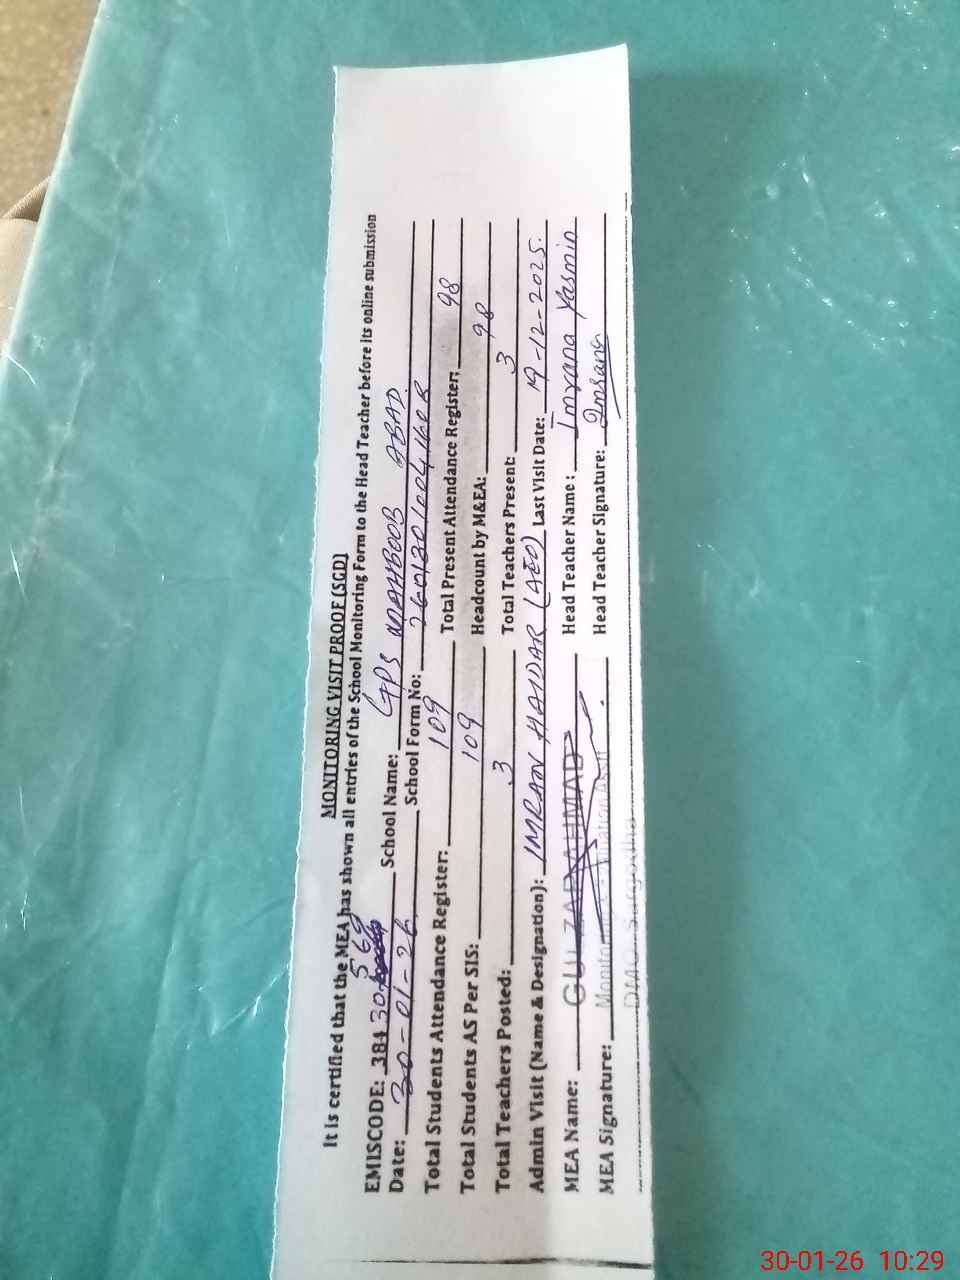 MONITORING VISIT PROOF (SGD)
It is certified that the MEA has shown all entries of the School Monitoring Form to the Head Teacher before its online submission
EMISCODE: 384 30 569 School Name: GPS MAHBOOB ABAD
Date: 30-01-26 School Form No:
Total Students Attendance Register: 109 Total Present Attendance Register: 98
Total Students AS Per SIS: 109 Headcount by M&EA: 98
Total Teachers Posted: 3 Total Teachers Present: 3
Admin Visit (Name & Designation): IMRAN HAIDAR (AEO) Last Visit Date: 19-12-2025.
MEA Name: GULZAR AHMAD Head Teacher Name: Imrana Yasmin
MEA Signature: Head Teacher Signature: Imrana
DMO Sargodha
30-01-26 10:29